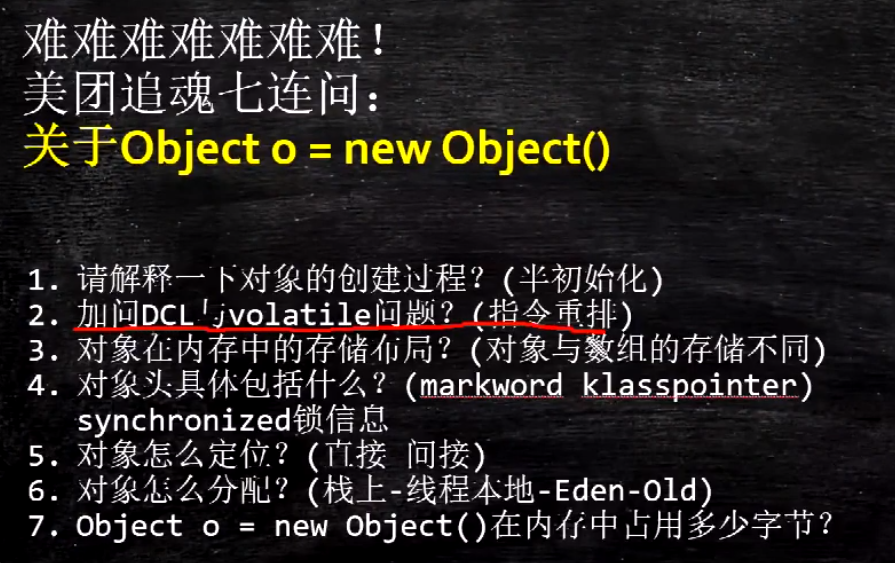 难难难难难难难！
美团追魂七连问：
关于Object o = new Object()
1. 请解释一下对象的创建过程？(半初始化)
2. 加问DCL与volatile问题？(指令重排)
3. 对象在内存中的存储布局？(对象与数组的存储不同)
4. 对象头具体包括什么？(markword klasspointer)
synchronized锁信息
5. 对象怎么定位？(直接 间接)
6. 对象怎么分配？(栈上-线程本地-Eden-Old)
7. Object o = new Object()在内存中占用多少字节？